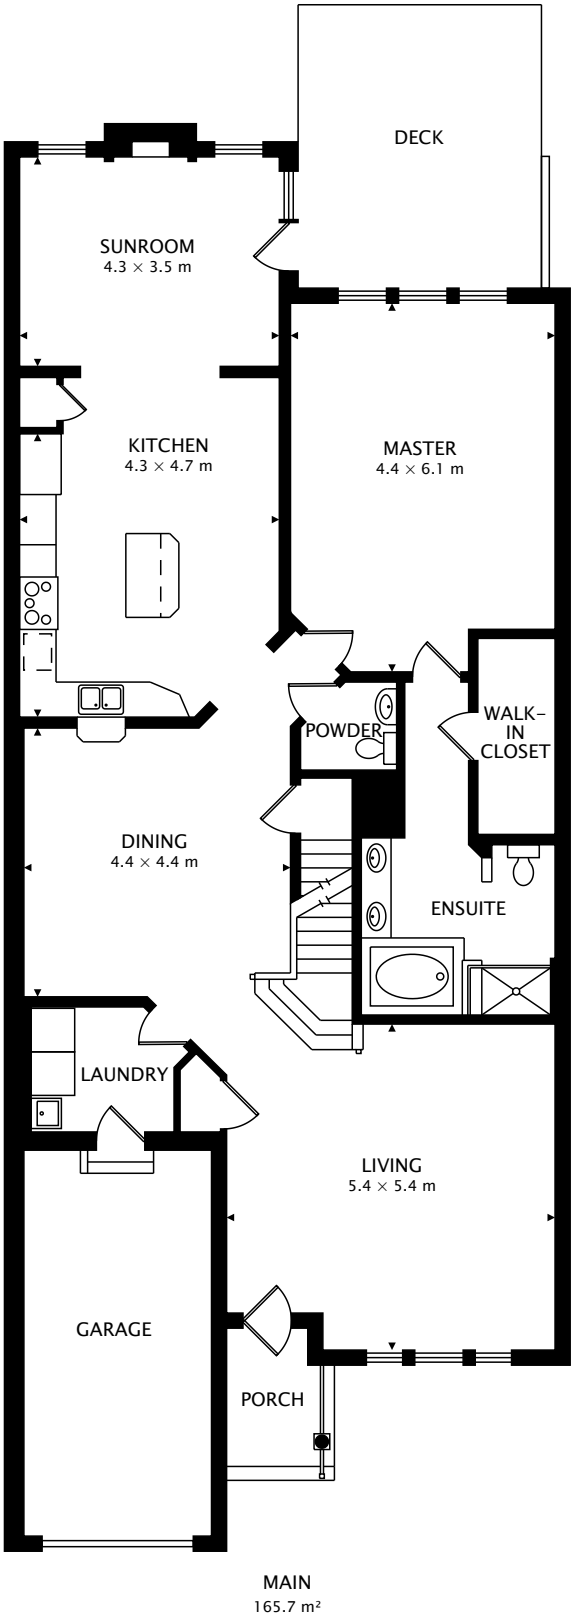 DECK
SUNROOM
4.3 × 3.5 m
KITCHEN
4.3 × 4.7 m
MASTER
4.4 × 6.1 m
POWDER
WALK-
IN
CLOSET
DINING
4.4 × 4.4 m
ENSUITE
LAUNDRY
LIVING
5.4 × 5.4 m
GARAGE
PORCH
MAIN
165.7 m²